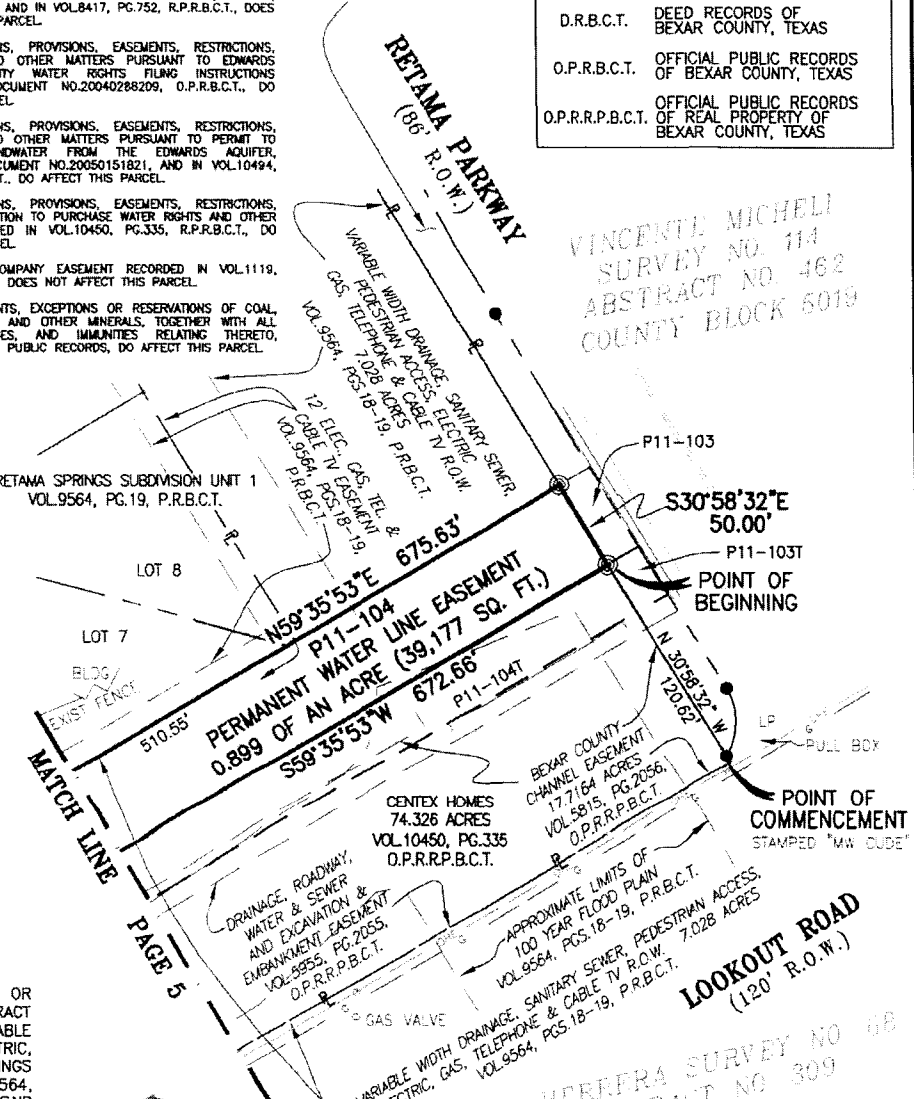 AND IN VOL.8417, PG.752, R.P.R.B.C.T., DOES
PARCEL.
PROVISIONS, EASEMENTS, RESTRICTIONS,
OTHER MATTERS PURSUANT TO EDWARDS
WATER RIGHTS FILING INSTRUCTIONS
DOCUMENT NO.20040288209, O.P.R.B.C.T., DO
PROVISIONS, EASEMENTS, RESTRICTIONS,
OTHER MATTERS PURSUANT TO PERMIT TO
FROM THE EDWARDS AQUIFER,
NO.20050151821, AND IN VOL.10494,
DO AFFECT THIS PARCEL.
PROVISIONS, EASEMENTS, RESTRICTIONS,
TO PURCHASE WATER RIGHTS AND OTHER
IN VOL.10450, PG.335, R.P.R.B.C.T., DO
EASEMENT RECORDED IN VOL.1119,
DOES NOT AFFECT THIS PARCEL.
EXCEPTIONS OR RESERVATIONS OF COAL,
AND OTHER MINERALS, TOGETHER WITH ALL
AND IMMUNITIES RELATING THERETO,
PUBLIC RECORDS, DO AFFECT THIS PARCEL.
D.R.B.C.T. DEED RECORDS OF
BEXAR COUNTY, TEXAS
O.P.R.B.C.T. OFFICIAL PUBLIC RECORDS
OF BEXAR COUNTY, TEXAS
O.P.R.R.P.B.C.T. OFFICIAL PUBLIC RECORDS
OF REAL PROPERTY OF
BEXAR COUNTY, TEXAS
RETAMA PARKWAY
(86' R.O.W.)
VINCENTE MICHELI
SURVEY NO. 114
ABSTRACT NO. 462
COUNTY BLOCK 5019
VARIABLE WIDTH DRAINAGE, SANITARY SEWER,
PEDESTRIAN ACCESS, ELECTRIC
GAS, TELEPHONE & CABLE TV R.O.W.
7.028 ACRES
VOL.9564, PGS.18-19, P.R.B.C.T.
12' ELEC., GAS, TEL. &
CABLE TV EASEMENT
VOL.9564, PGS.18-19,
P.R.B.C.T.
RETAMA SPRINGS SUBDIVISION UNIT 1
VOL.9564, PG.19, P.R.B.C.T.
P11-103
S30°58'32"E
50.00'
P11-103T
POINT OF
BEGINNING
LOT 8
LOT 7
BLDG/
EXIST FENCE
N59°35'53"E 675.63'
P11-104
PERMANENT WATER LINE EASEMENT
0.899 OF AN ACRE (39,177 SQ. FT.)
510.55'
S59°35'53"W 672.66'
P11-104T
N 30°58'32" W
120.62'
LP
PULL BOX
POINT OF
COMMENCEMENT
STAMPED "MW CUDE"
MATCH LINE PAGE 5
CENTEX HOMES
74.326 ACRES
VOL.10450, PG.335
O.P.R.R.P.B.C.T.
BEXAR COUNTY
CHANNEL EASEMENT
17.7164 ACRES
VOL.5815, PG.2056,
O.P.R.R.P.B.C.T.
DRAINAGE, ROADWAY,
WATER & SEWER
AND EXCAVATION &
EMBANKMENT EASEMENT
VOL.5955, PG.2055,
O.P.R.R.P.B.C.T.
APPROXIMATE LIMITS OF
100 YEAR FLOOD PLAIN
VOL.9564, PGS.18-19, P.R.B.C.T.
GAS VALVE
VARIABLE WIDTH DRAINAGE, SANITARY SEWER, PEDESTRIAN ACCESS,
ELECTRIC, GAS, TELEPHONE & CABLE TV R.O.W. 7.028 ACRES
VOL.9564, PGS.18-19, P.R.B.C.T.
LOOKOUT ROAD
(120' R.O.W.)
SURVEY NO 68
NO 309
OR